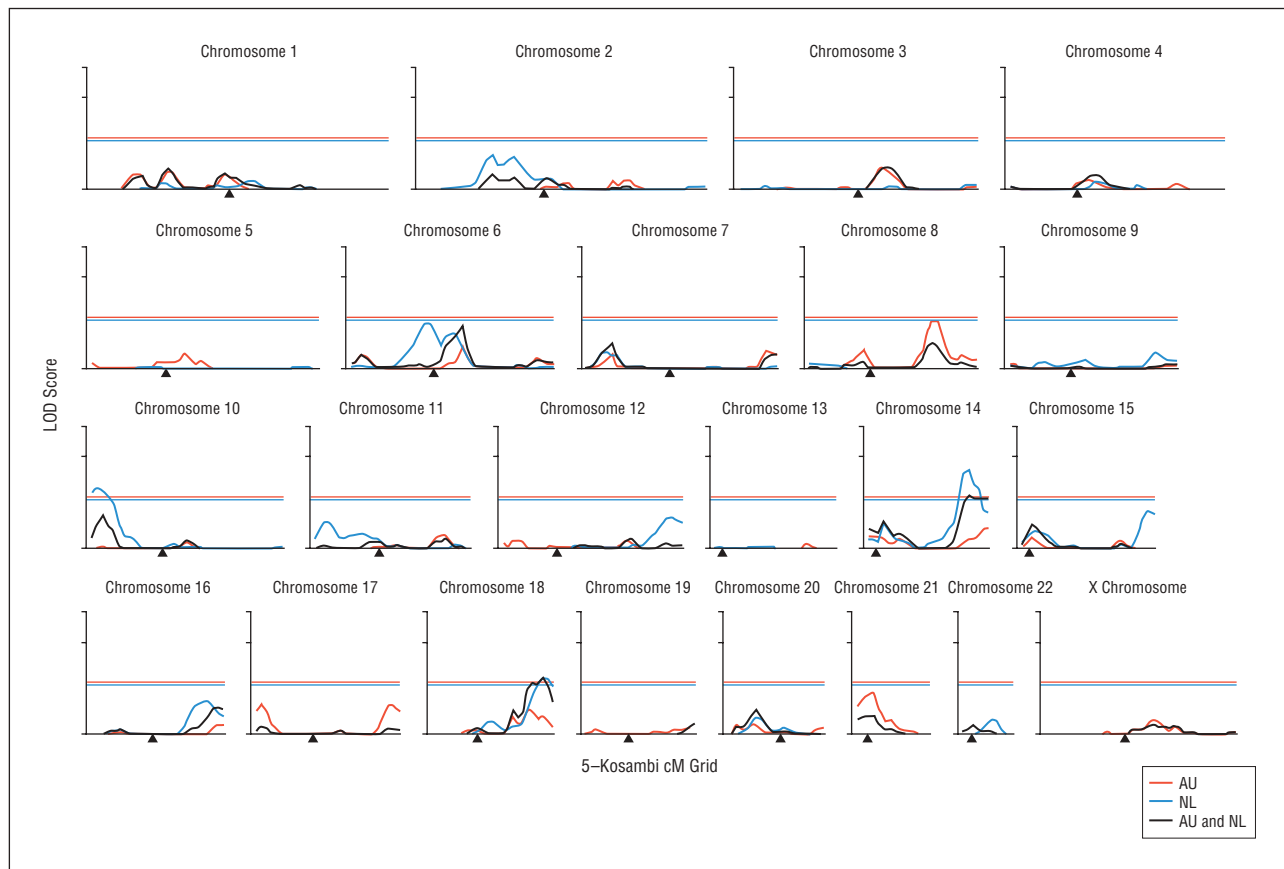 Chromosome 1
Chromosome 2
Chromosome 3
Chromosome 4
Chromosome 5
Chromosome 6
Chromosome 7
Chromosome 8
Chromosome 9
LOD Score
Chromosome 10
Chromosome 11
Chromosome 12
Chromosome 13
Chromosome 14
Chromosome 15
Chromosome 16
Chromosome 17
Chromosome 18
Chromosome 19
Chromosome 20
Chromosome 21
Chromosome 22
X Chromosome
5–Kosambi cM Grid
AU
NL
AU and NL